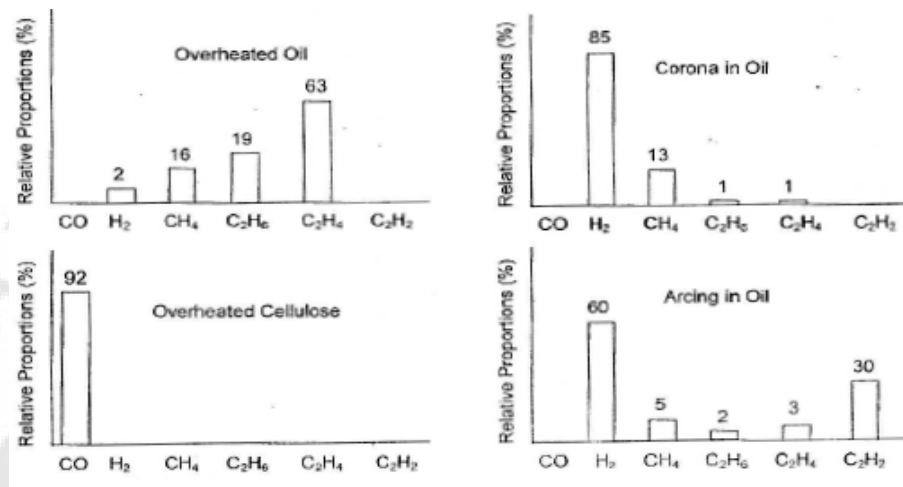 Relative Proportions (%)
Overheated Oil
2
16
19
63
CO H₂ CH₄ C₂H₆ C₂H₄ C₂H₂
Relative Proportions (%)
Corona in Oil
85
13
1
1
CO H₂ CH₄ C₂H₆ C₂H₄ C₂H₂
Relative Proportions (%)
Overheated Cellulose
92
CO H₂ CH₄ C₂H₆ C₂H₄ C₂H₂
Relative Proportions (%)
Arcing in Oil
60
5
2
3
30
CO H₂ CH₄ C₂H₆ C₂H₄ C₂H₂